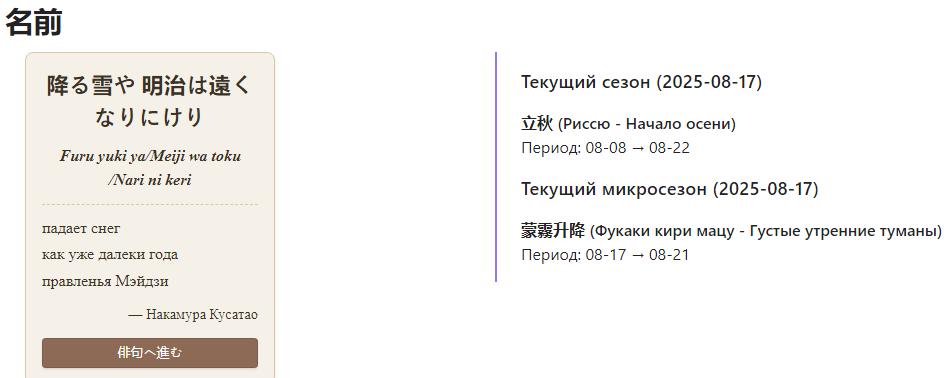 名前
降る雪や 明治は遠く
なりにけり
Furu yuki ya/Meiji wa toku
/Nari ni keri
падает снег
как уже далеки года
правленья Мэйдзи
— Накамура Кусатао
俳句へ進む
Текущий сезон (2025-08-17)
立秋 (Риссю - Начало осени)
Период: 08-08 → 08-22
Текущий микросезон (2025-08-17)
蒙霧升降 (Фукаки кири мацу - Густые утренние туманы)
Период: 08-17 → 08-21